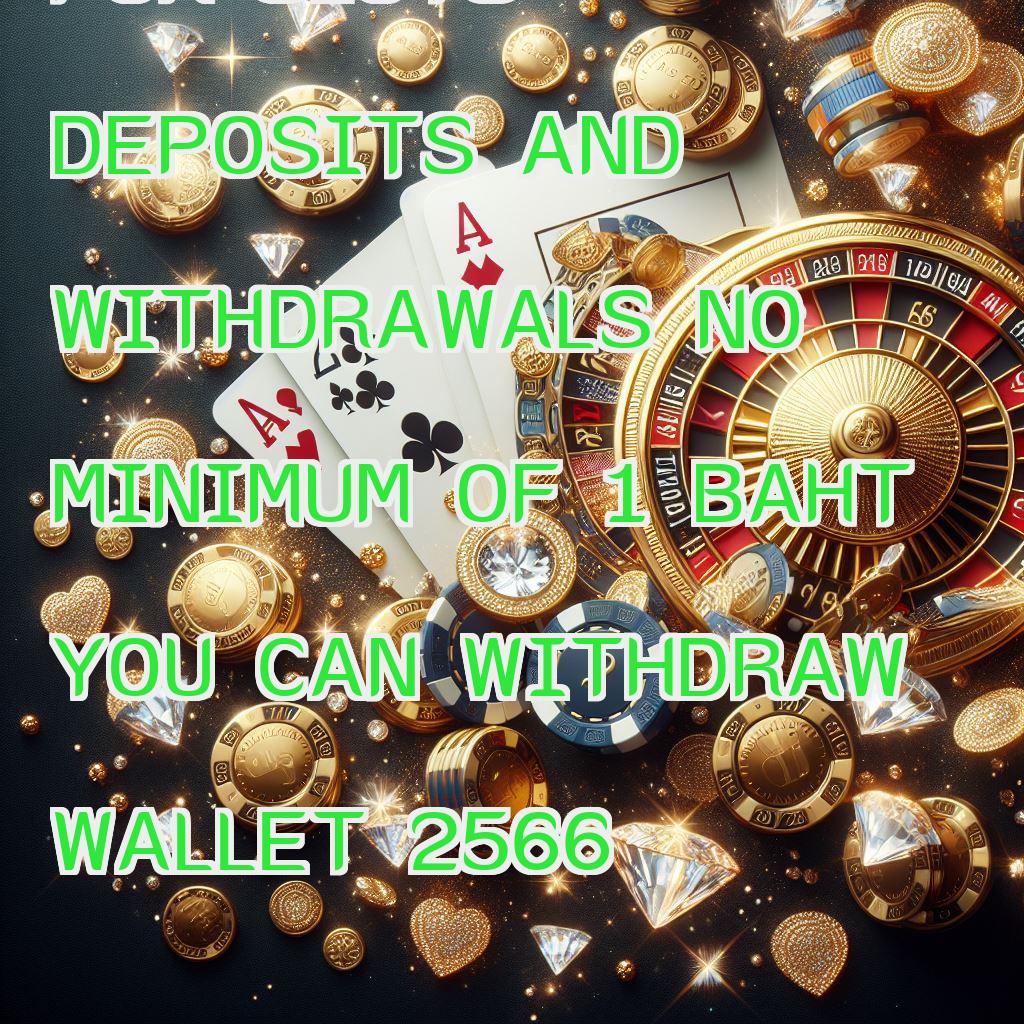 DEPOSITS AND
A
WITHDRAWALS NO
A
MINIMUM OF 1 BAHT
YOU CAN WITHDRAW
WALLET 2566